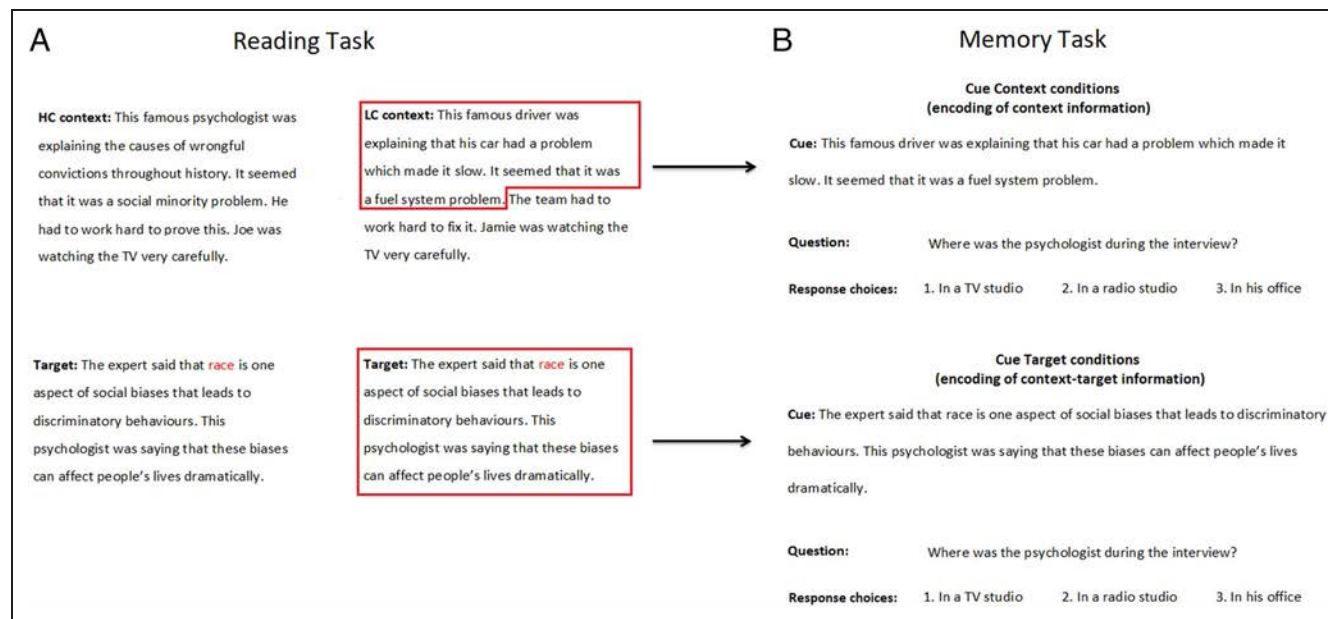 A
Reading Task
HC context: This famous psychologist was
explaining the causes of wrongful
convictions throughout history. It seemed
that it was a social minority problem. He
had to work hard to prove this. Joe was
watching the TV very carefully.
LC context: This famous driver was
explaining that his car had a problem
which made it slow. It seemed that it was
a fuel system problem. The team had to
work hard to fix it. Jamie was watching the
TV very carefully.
Target: The expert said that race is one
aspect of social biases that leads to
discriminatory behaviours. This
psychologist was saying that these biases
can affect people's lives dramatically.
Target: The expert said that race is one
aspect of social biases that leads to
discriminatory behaviours. This
psychologist was saying that these biases
can affect people's lives dramatically.
B
Memory Task
Cue Context conditions
(encoding of context information)
Cue: This famous driver was explaining that his car had a problem which made it
slow. It seemed that it was a fuel system problem.
Question: Where was the psychologist during the interview?
Response choices: 1. In a TV studio 2. In a radio studio 3. In his office
Cue Target conditions
(encoding of context-target information)
Cue: The expert said that race is one aspect of social biases that leads to discriminatory
behaviours. This psychologist was saying that these biases can affect people's lives
dramatically.
Question: Where was the psychologist during the interview?
Response choices: 1. In a TV studio 2. In a radio studio 3. In his office